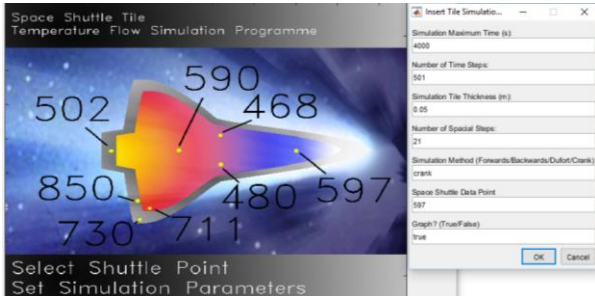 Space Shuttle Tile
Temperature Flow Simulation Programme
590
502
468
850
480
597
730
711
Select Shuttle Point
Set Simulation Parameters
Insert Tile Simulatio...
Simulation Maximum Time (s):
4000
Number of Time Steps:
501
Simulation Tile Thickness (m):
0.05
Number of Spacial Steps:
21
Simulation Method (Forwards/Backwards/Dufort/Crank)
crank
Space Shuttle Data Point
597
Graph? (True/False)
true
OK
Cancel